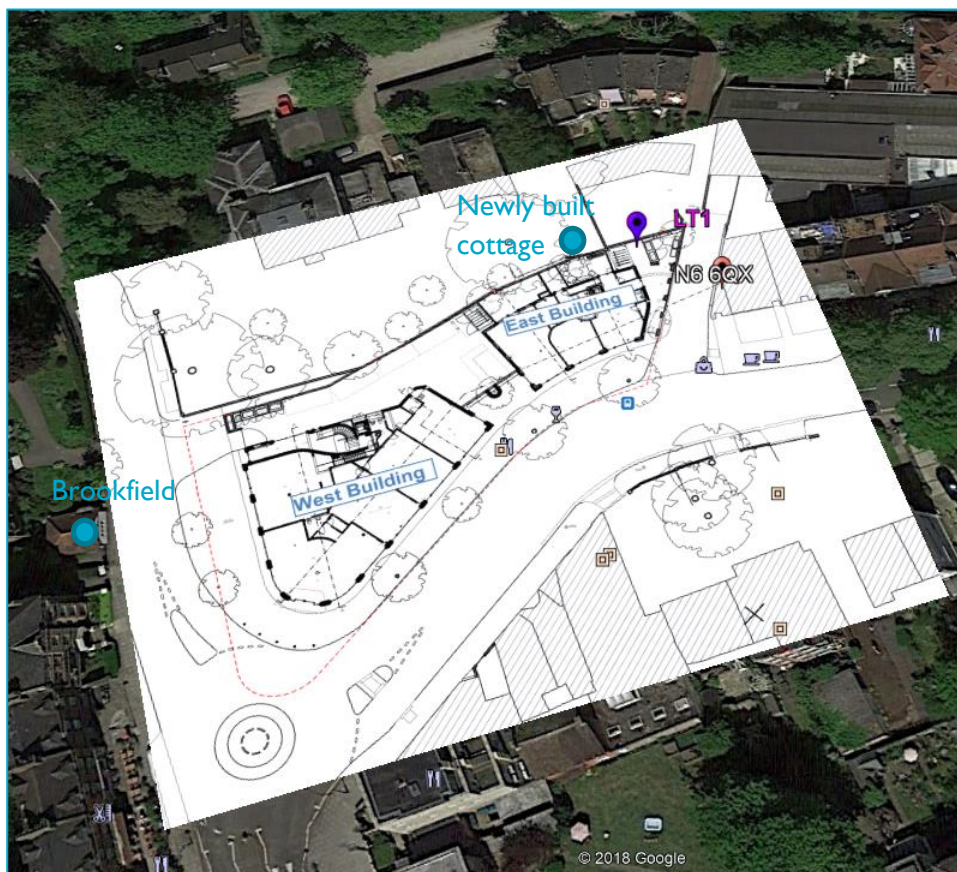 Newly built
cottage
LT1
N6 6QX
East Building
West Building
Brookfield
© 2018 Google